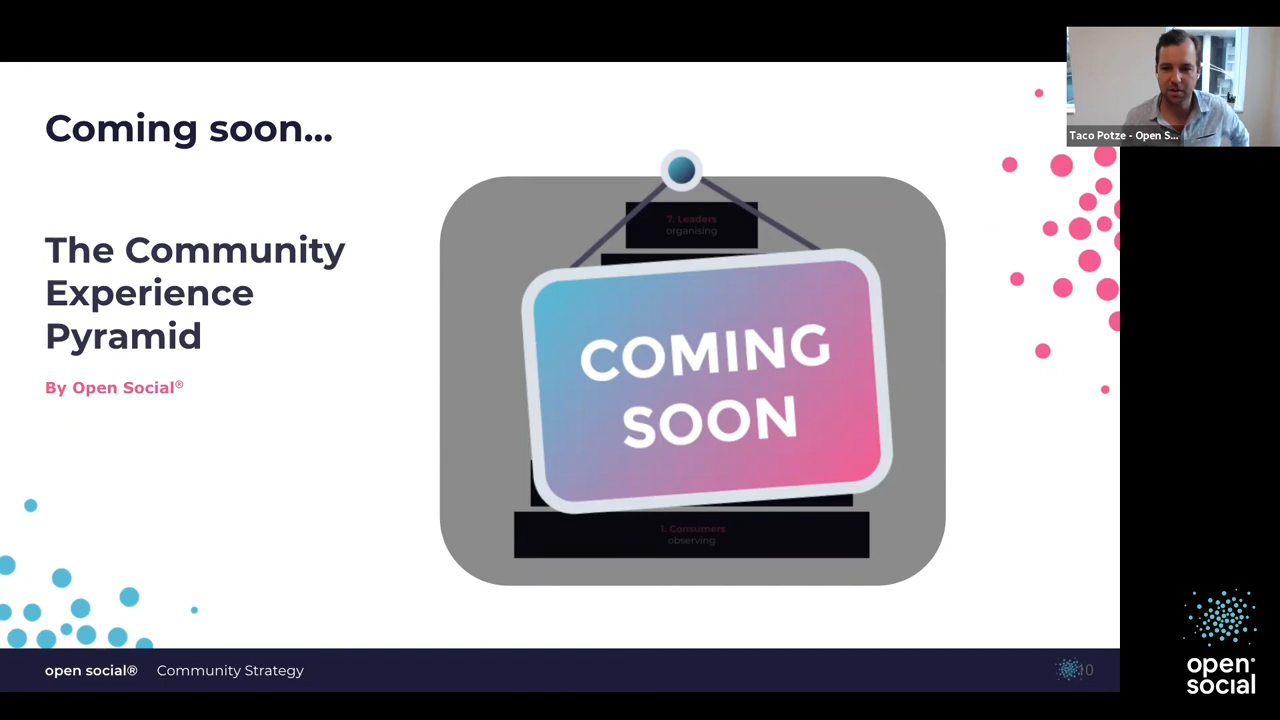 Coming soon...
The Community
Experience
Pyramid
By Open Social®
7. Leaders
organising
COMING
SOON
1. Consumers
observing
Taco Potze - Open S...
open social® Community Strategy
10
open
social